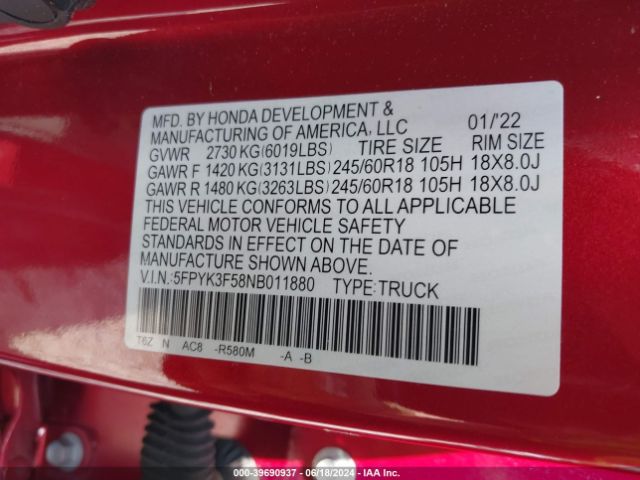 MFD. BY HONDA DEVELOPMENT &
MANUFACTURING OF AMERICA, LLC 01/'22
GVWR 2730 KG(6019LBS) TIRE SIZE RIM SIZE
GAWR F 1420 KG(3131LBS) 245/60R18 105H 18X8.0J
GAWR R 1480 KG(3263LBS) 245/60R18 105H 18X8.0J
THIS VEHICLE CONFORMS TO ALL APPLICABLE
FEDERAL MOTOR VEHICLE SAFETY
STANDARDS IN EFFECT ON THE DATE OF
MANUFACTURE SHOWN ABOVE.
V.I.N.:5FPYK3F58NB011880 TYPE:TRUCK
T6Z N AC8 -R580M -A -B
000-39690937 - 06/18/2024 - IAA Inc.